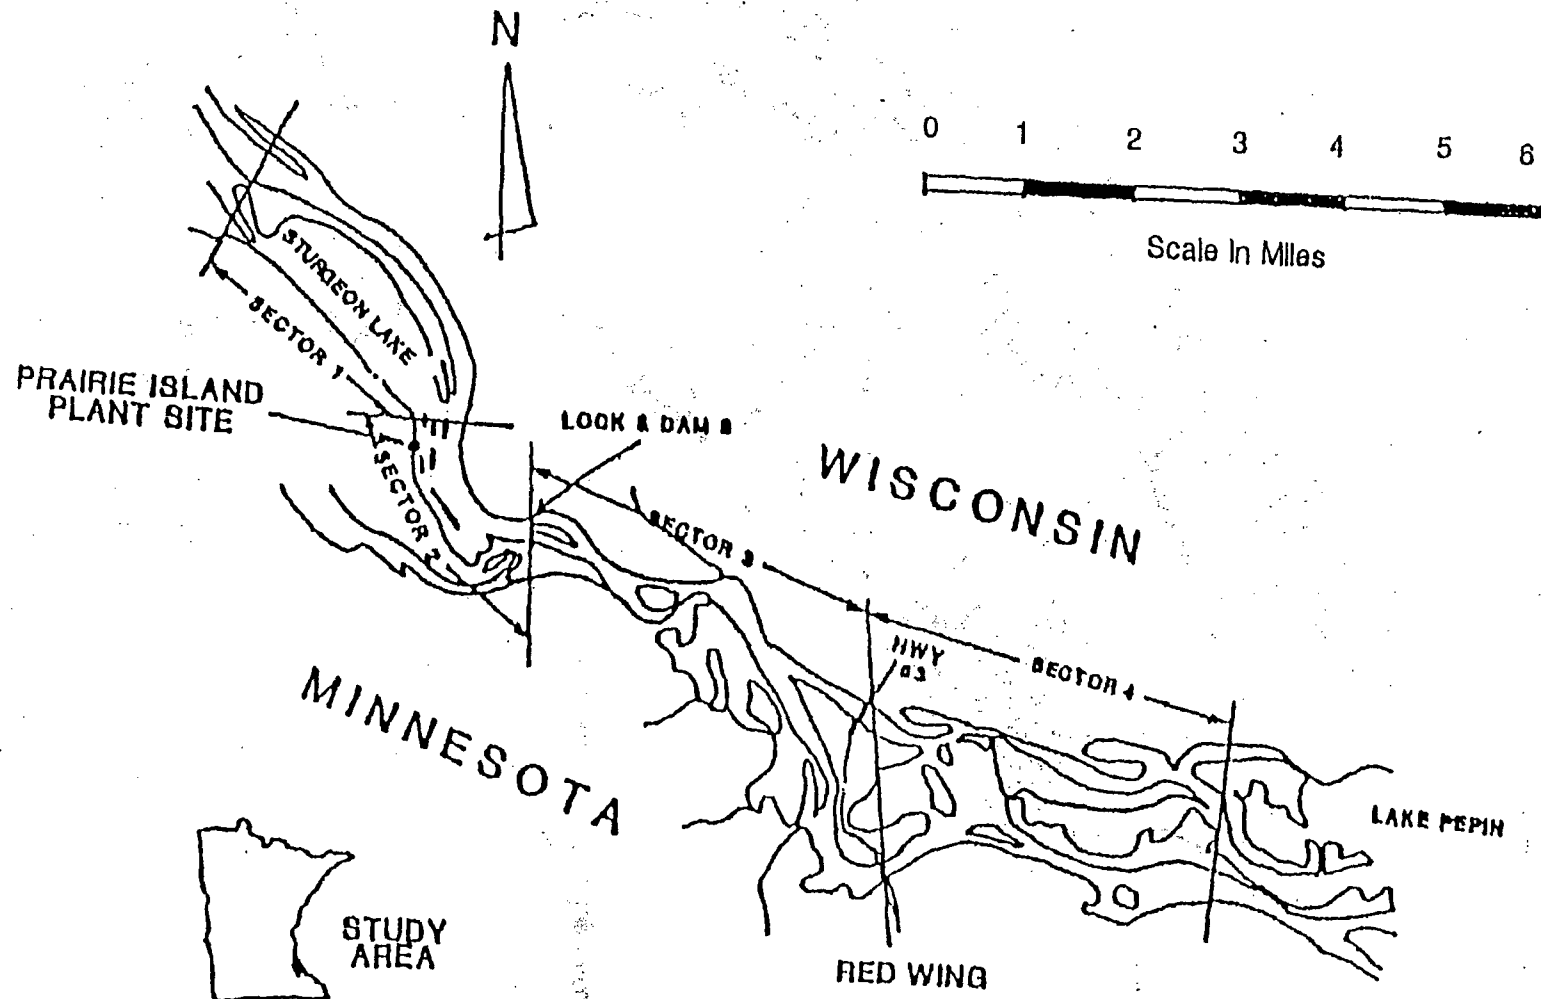 N
0 1 2 3 4 5 6
Scale In Miles
STURGEON LAKE
SECTOR 1
PRAIRIE ISLAND
PLANT SITE
LOCK & DAM
SECTOR 2
SECTOR 3
WISCONSIN
HWY
63
SECTOR 4
MINNESOTA
LAKE PEPIN
STUDY
AREA
RED WING